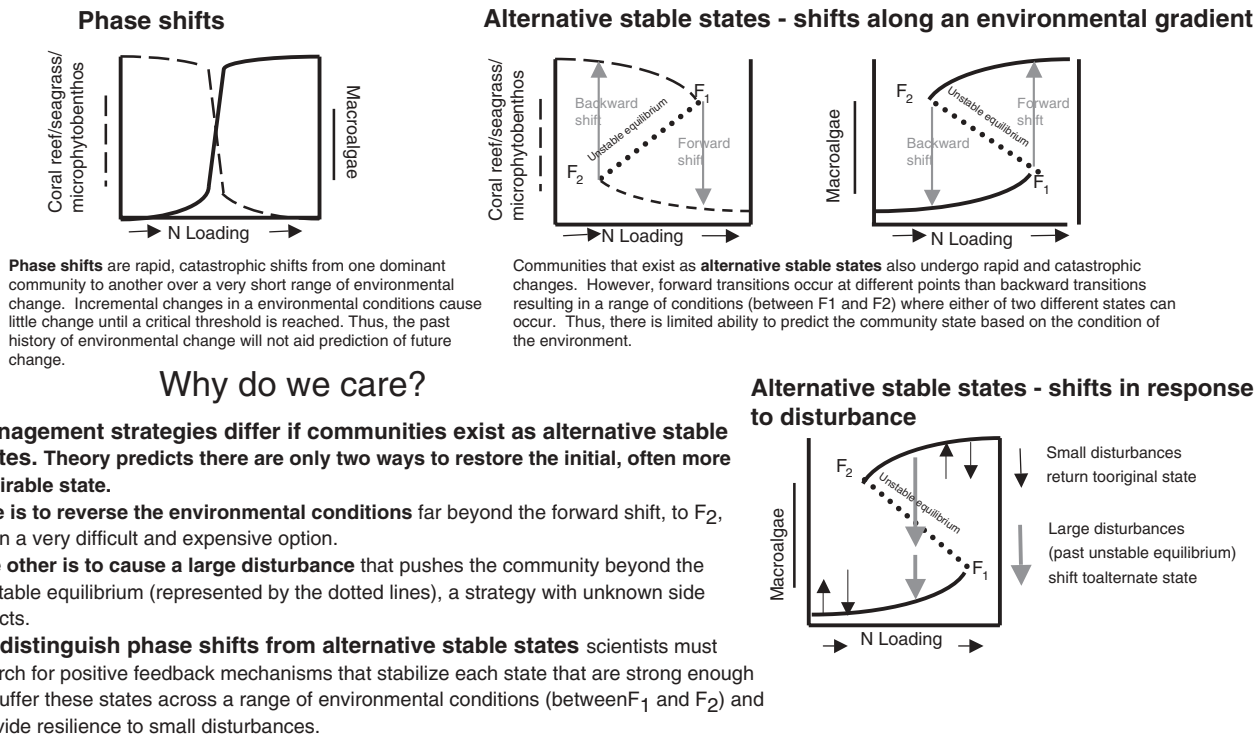 Phase shifts
Coral reef/seagrass/
microphytobenthos
Macroalgae
N Loading
Phase shifts are rapid, catastrophic shifts from one dominant
community to another over a very short range of environmental
change. Incremental changes in a environmental conditions cause
little change until a critical threshold is reached. Thus, the past
history of environmental change will not aid prediction of future
change.
Alternative stable states - shifts along an environmental gradient
Coral reef/seagrass/
microphytobenthos
Backward
shift
Unstable equilibrium
F1
Forward
shift
F2
N Loading
Macroalgae
F2
Unstable equilibrium
Forward
shift
Backward
shift
F1
N Loading
Communities that exist as alternative stable states also undergo rapid and catastrophic
changes. However, forward transitions occur at different points than backward transitions
resulting in a range of conditions (between F1 and F2) where either of two different states can
occur. Thus, there is limited ability to predict the community state based on the condition of
the environment.
Why do we care?
nagement strategies differ if communities exist as alternative stable
tes. Theory predicts there are only two ways to restore the initial, often more
irable state.
e is to reverse the environmental conditions far beyond the forward shift, to F2,
n a very difficult and expensive option.
e other is to cause a large disturbance that pushes the community beyond the
table equilibrium (represented by the dotted lines), a strategy with unknown side
cts.
distinguish phase shifts from alternative stable states scientists must
rch for positive feedback mechanisms that stabilize each state that are strong enough
uffer these states across a range of environmental conditions (betweenF1 and F2) and
vide resilience to small disturbances.
Alternative stable states - shifts in response
to disturbance
Macroalgae
F2
Unstable equilibrium
F1
N Loading
Small disturbances
return tooriginal state
Large disturbances
(past unstable equilibrium)
shift toalternate state